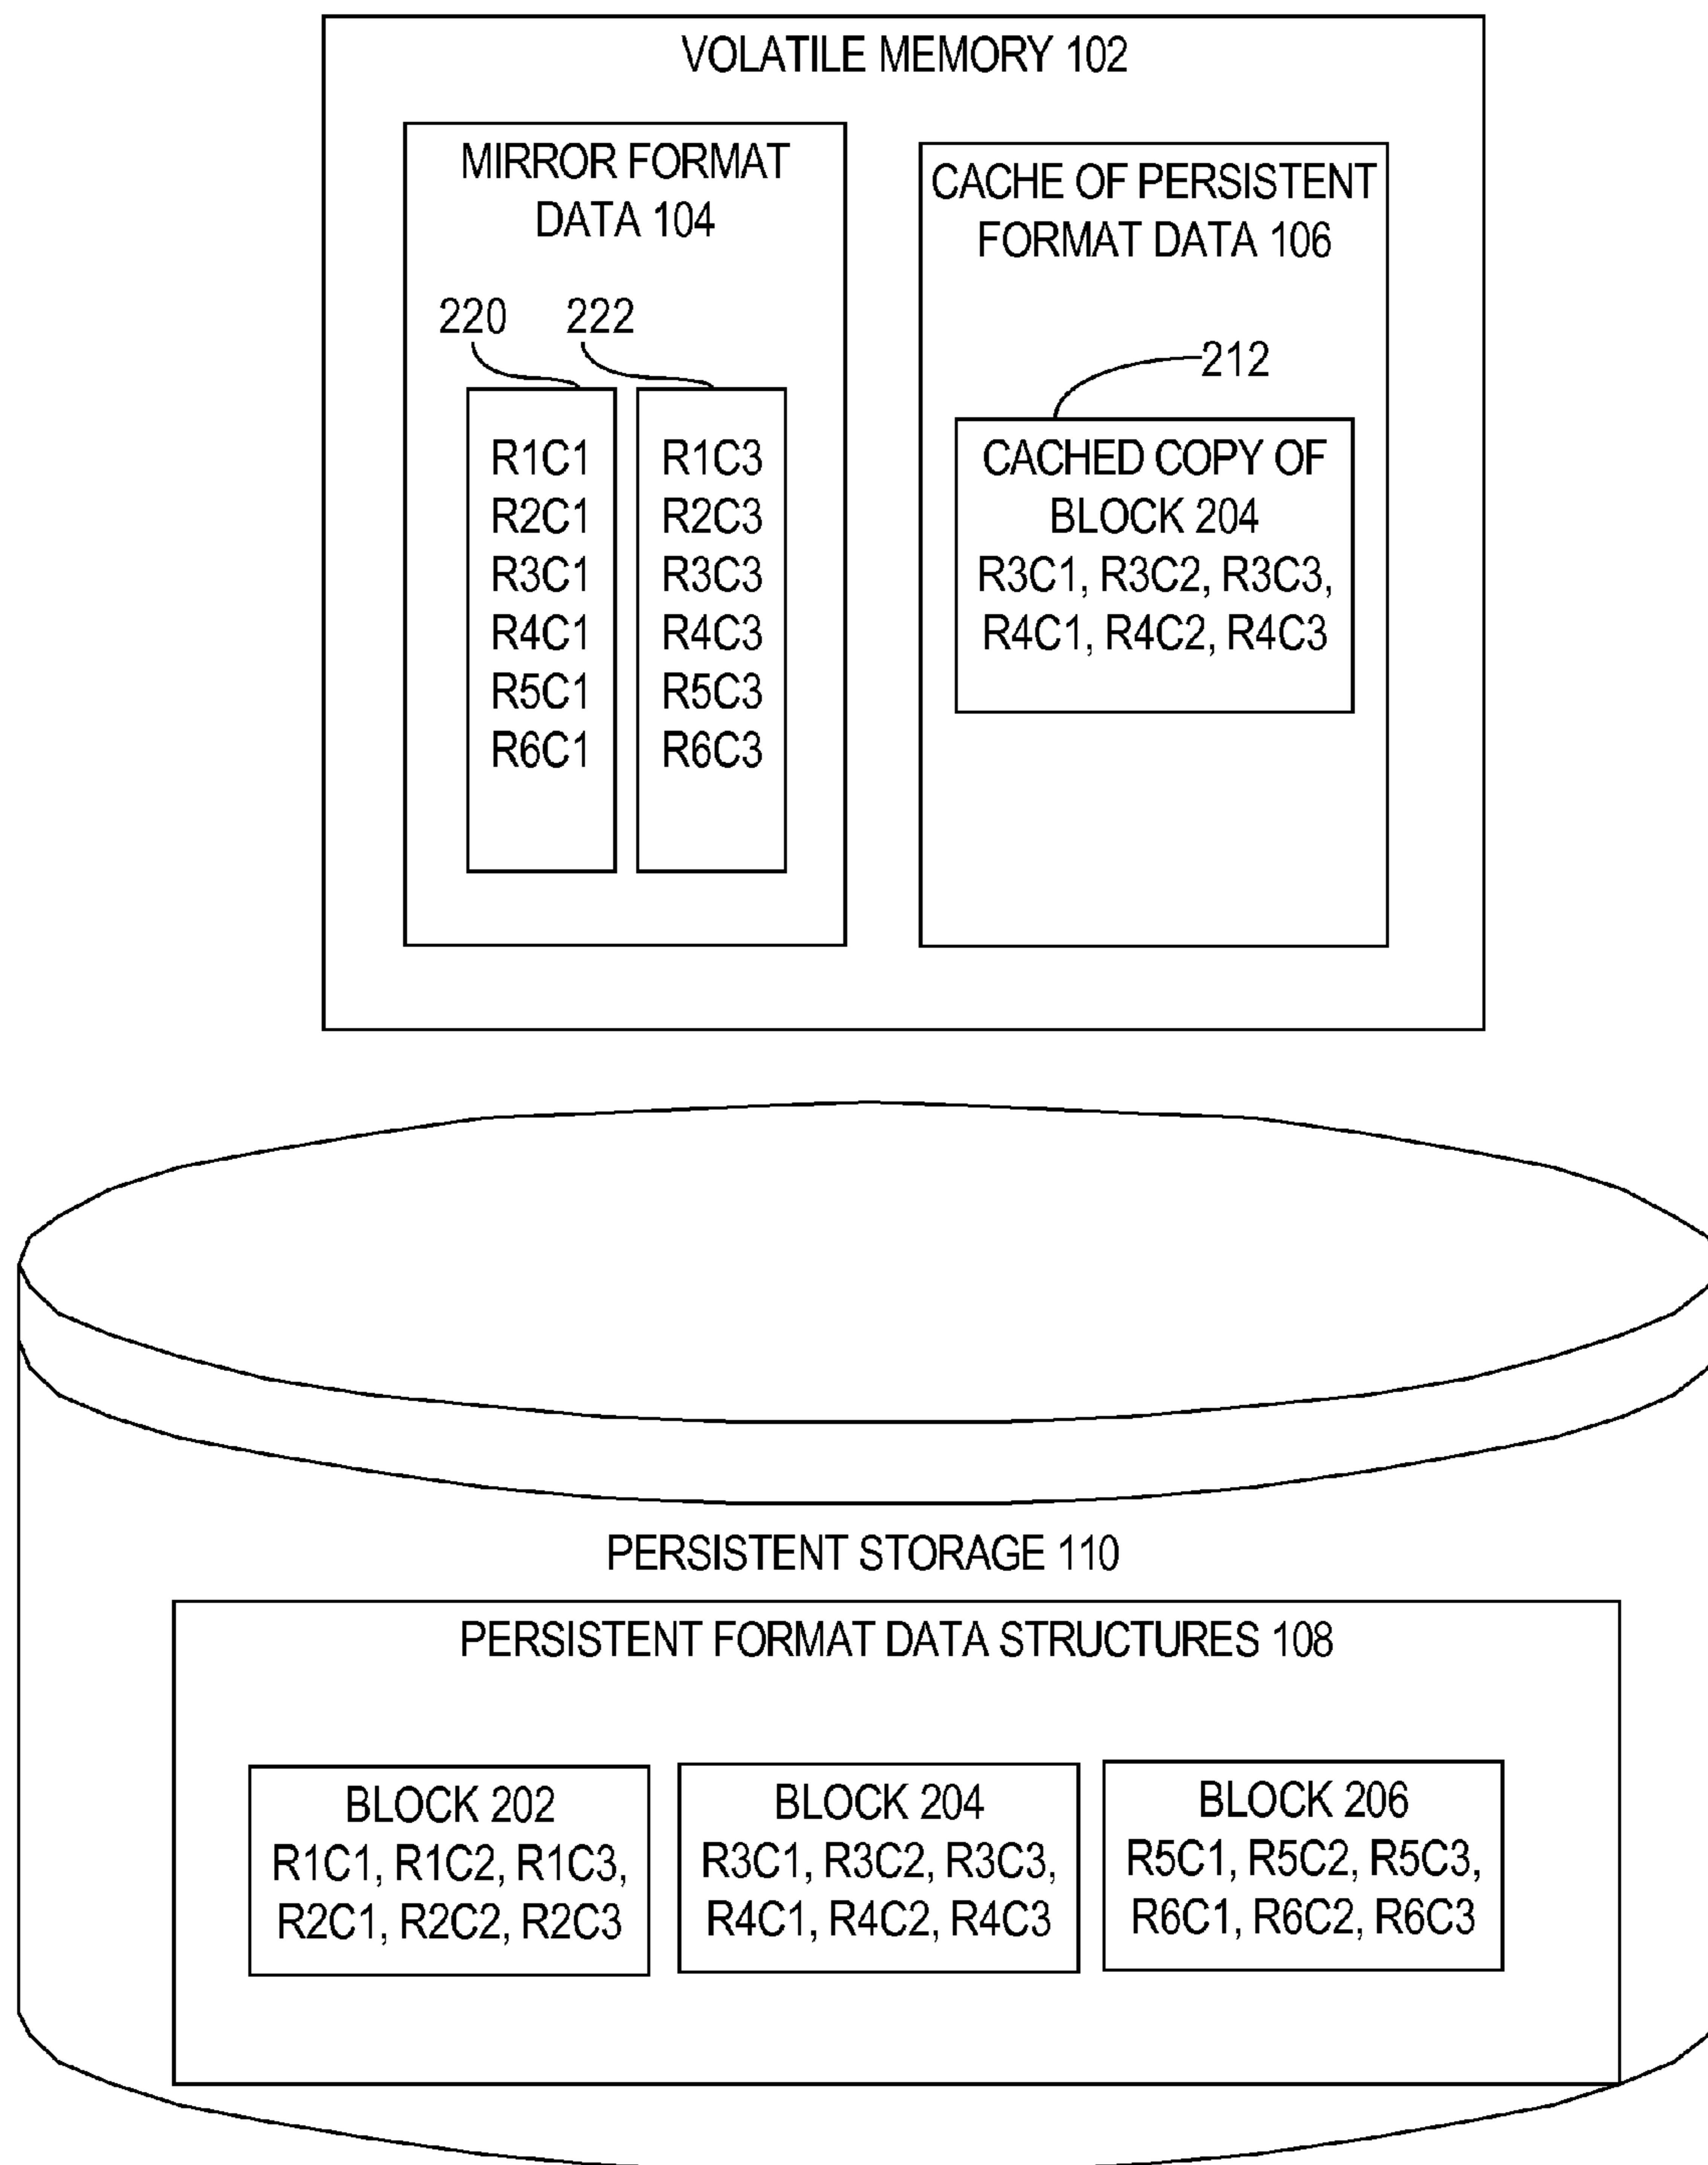 VOLATILE MEMORY 102
MIRROR FORMAT
DATA 104
220
222
R1C1
R2C1
R3C1
R4C1
R5C1
R6C1
R1C3
R2C3
R3C3
R4C3
R5C3
R6C3
CACHE OF PERSISTENT
FORMAT DATA 106
212
CACHED COPY OF
BLOCK 204
R3C1, R3C2, R3C3,
R4C1, R4C2, R4C3
PERSISTENT STORAGE 110
PERSISTENT FORMAT DATA STRUCTURES 108
BLOCK 202
R1C1, R1C2, R1C3,
R2C1, R2C2, R2C3
BLOCK 204
R3C1, R3C2, R3C3,
R4C1, R4C2, R4C3
BLOCK 206
R5C1, R5C2, R5C3,
R6C1, R6C2, R6C3